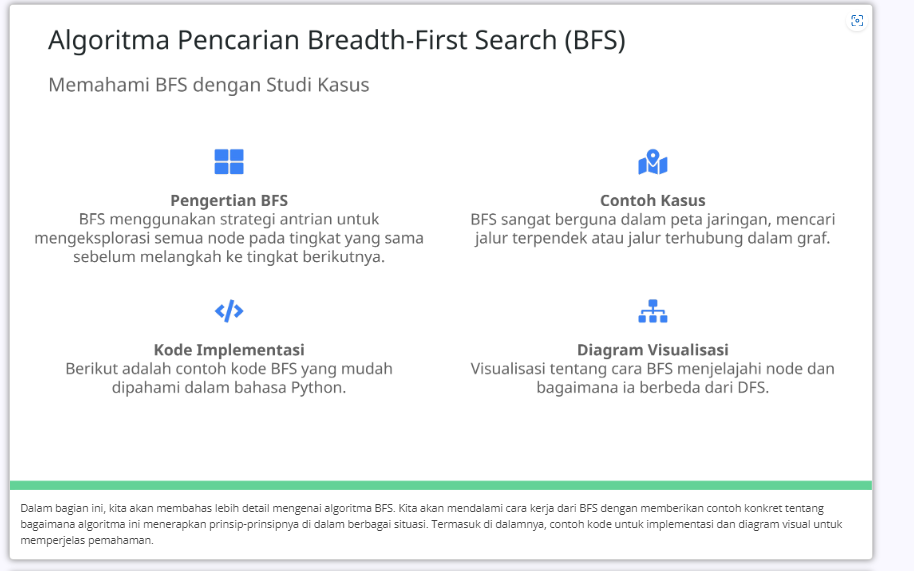 Algoritma Pencarian Breadth-First Search (BFS)
Memahami BFS dengan Studi Kasus
Pengertian BFS
BFS menggunakan strategi antrian untuk
mengeksplorasi semua node pada tingkat yang sama
sebelum melangkah ke tingkat berikutnya.
Contoh Kasus
BFS sangat berguna dalam peta jaringan, mencari
jalur terpendek atau jalur terhubung dalam graf.
Kode Implementasi
Berikut adalah contoh kode BFS yang mudah
dipahami dalam bahasa Python.
Diagram Visualisasi
Visualisasi tentang cara BFS menjelajahi node dan
bagaimana ia berbeda dari DFS.
Dalam bagian ini, kita akan membahas lebih detail mengenai algoritma BFS. Kita akan mendalami cara kerja dari BFS dengan memberikan contoh konkret tentang
bagaimana algoritma ini menerapkan prinsip-prinsipnya di dalam berbagai situasi. Termasuk di dalamnya, contoh kode untuk implementasi dan diagram visual untuk
memperjelas pemahaman.